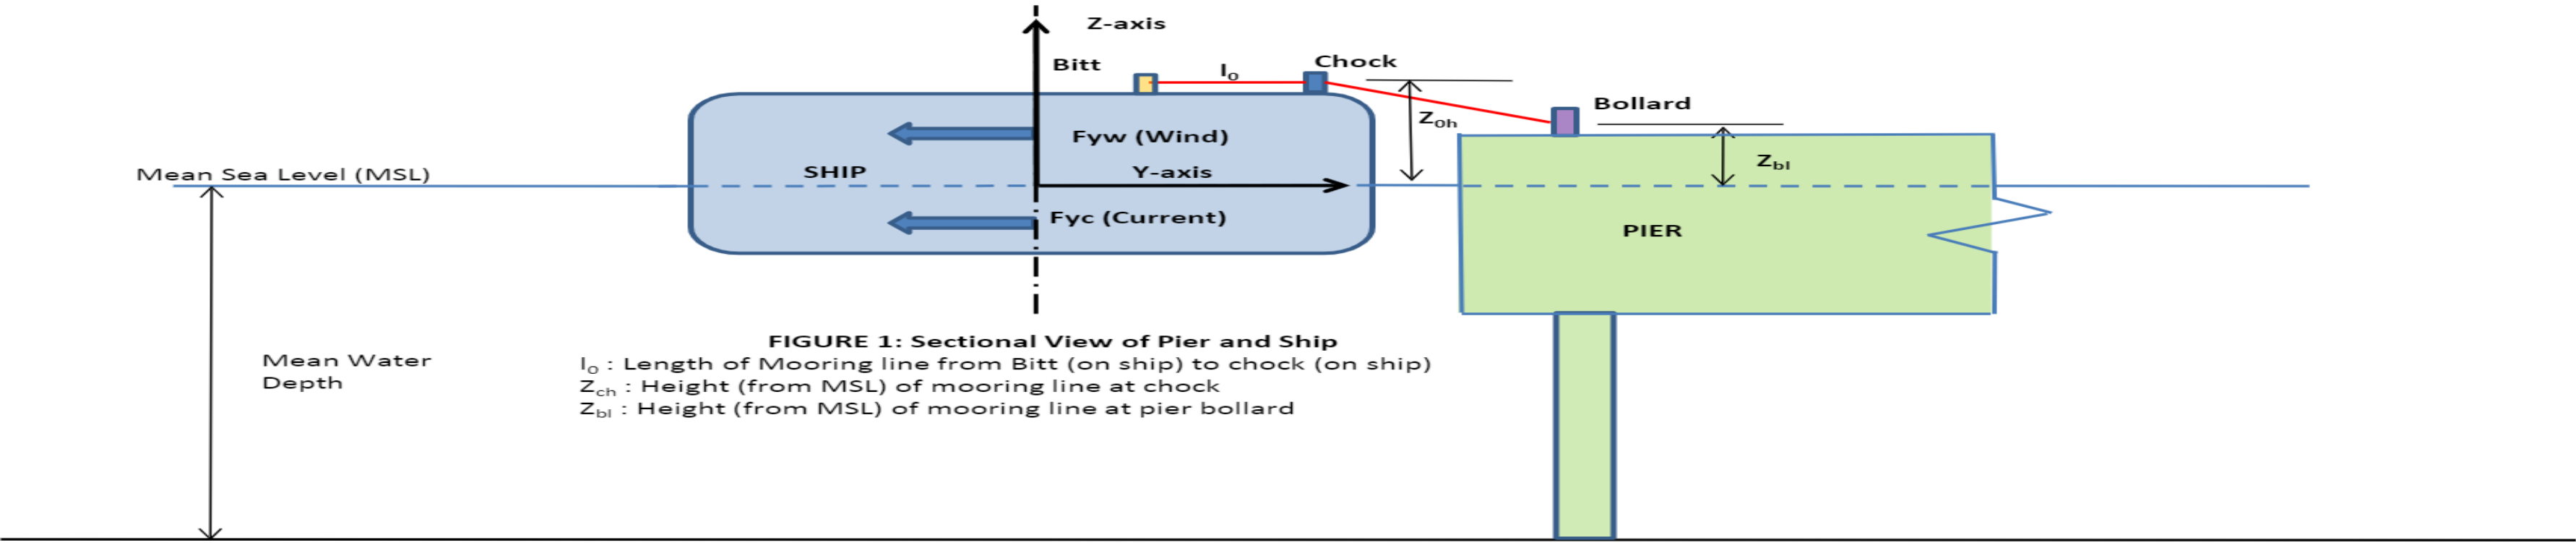 Z-axis
Bitt
l₀
Chock
Bollard
Z₀ₕ
Fyw (Wind)
Mean Sea Level (MSL)
SHIP
Y-axis
Zbl
Fyc (Current)
PIER
FIGURE 1: Sectional View of Pier and Ship
Mean Water
Depth
l₀ : Length of Mooring line from Bitt (on ship) to chock (on ship)
Zch : Height (from MSL) of mooring line at chock
Zbl : Height (from MSL) of mooring line at pier bollard